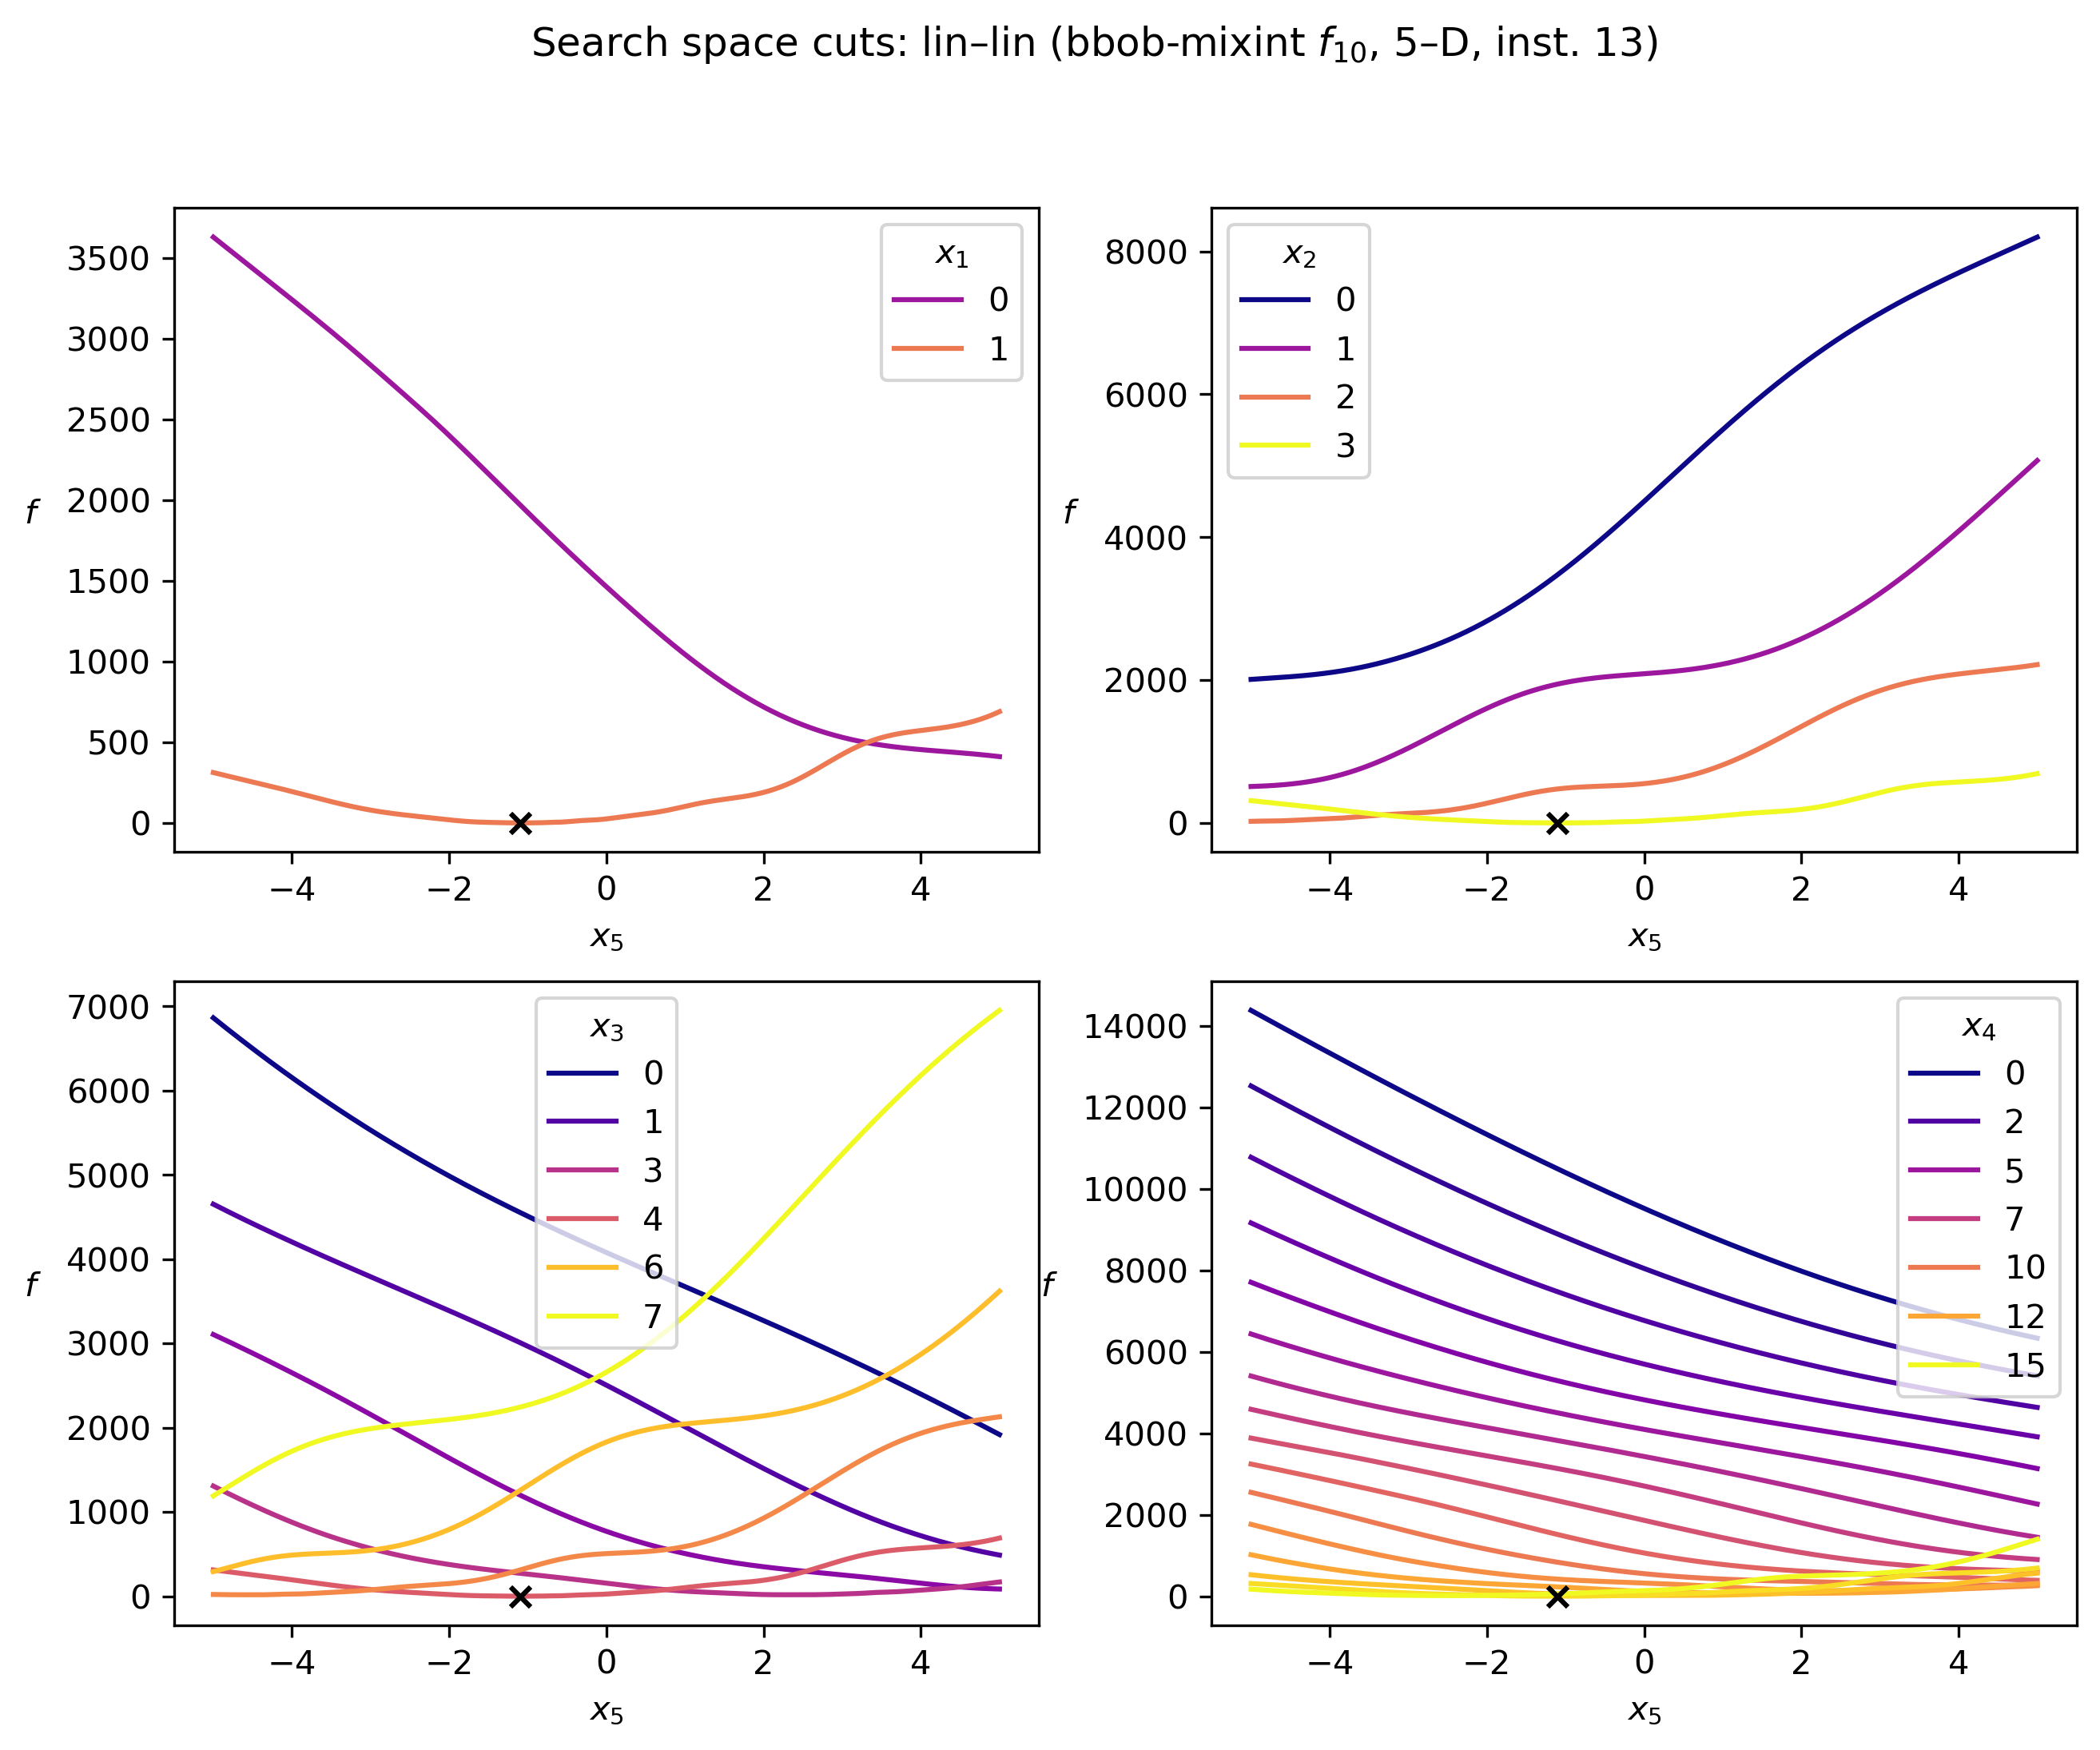 Search space cuts: lin–lin (bbob-mixint f₁₀, 5–D, inst. 13)
3500
3000
2500
2000
1500
1000
500
0
f
−4 −2 0 2 4
x₅
x₁
0
1
8000
6000
4000
2000
0
f
−4 −2 0 2 4
x₅
x₂
0
1
2
3
7000
6000
5000
4000
3000
2000
1000
0
f
−4 −2 0 2 4
x₅
x₃
0
1
3
4
6
7
14000
12000
10000
8000
6000
4000
2000
0
f
−4 −2 0 2 4
x₅
x₄
0
2
5
7
10
12
15